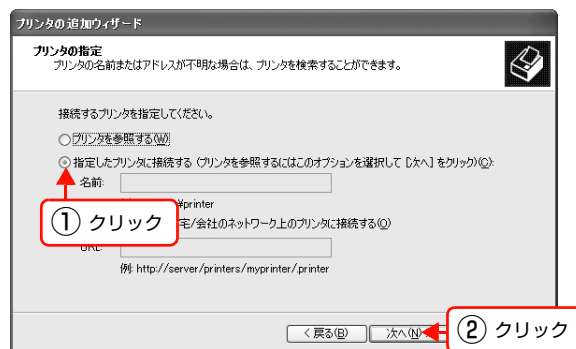 プリンタの追加ウィザード
プリンタの指定
プリンタの名前またはアドレスが不明な場合は、プリンタを検索することができます。
接続するプリンタを指定してください。
プリンタを参照する(W)
指定したプリンタに接続する (プリンタを参照するにはこのオプションを選択して [次へ] をクリック)(C):
名前:
¥printer
① クリック
宅/会社のネットワーク上のプリンタに接続する(O)
URL:
例: http://server/printers/myprinter/.printer
< 戻る(B)
次へ(N)
② クリック